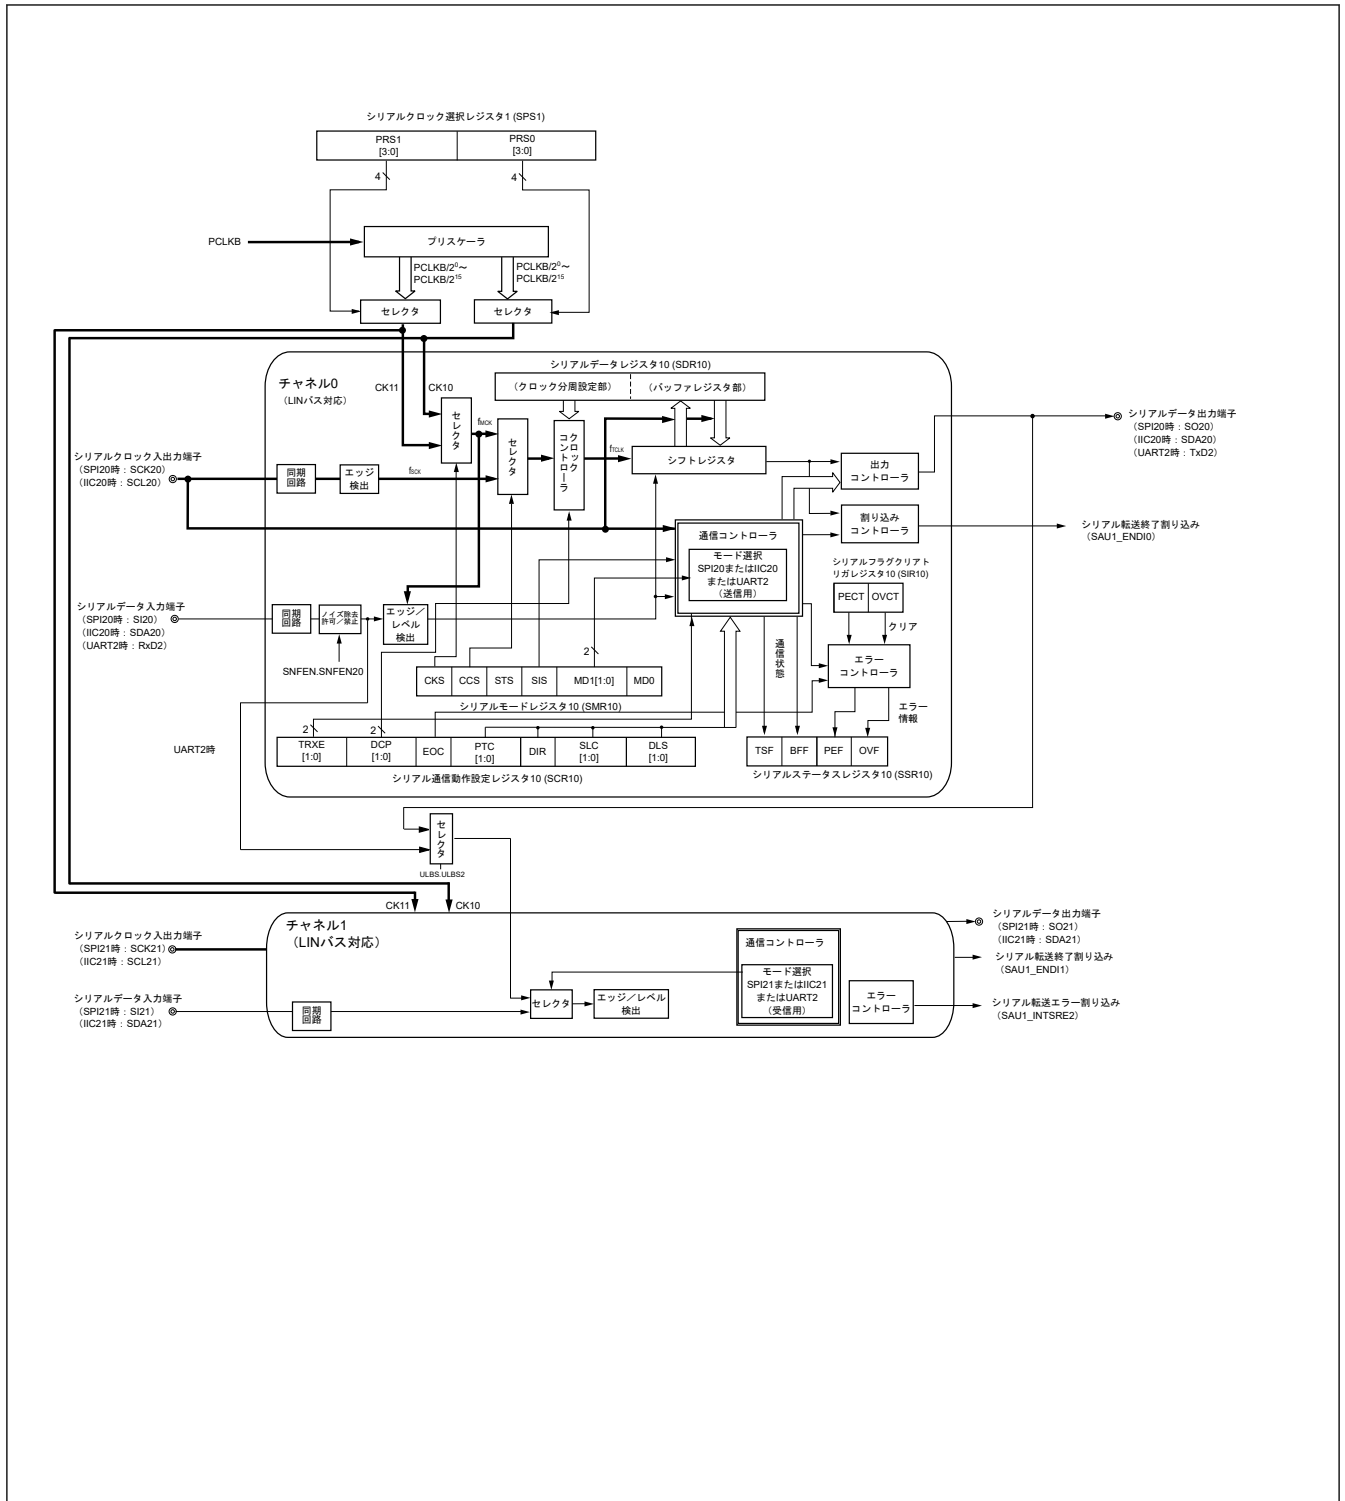 シリアルクロック選択レジスタ1 (SPS1)
PRS1
[3:0]
PRS0
[3:0]
4
4
PCLKB
プリスケーラ
PCLKB/2⁰～
PCLKB/2¹⁵
PCLKB/2⁰～
PCLKB/2¹⁵
セレクタ
セレクタ
チャネル0
（LINバス対応）
CK11
CK10
シリアルデータレジスタ10 (SDR10)
（クロック分周設定部）
（バッファレジスタ部）
セレクタ
fMCK
セレクタ
クロック
コントローラ
fTCLK
シフトレジスタ
出力
コントローラ
シリアルデータ出力端子
（SPI20時：SO20）
（IIC20時：SDA20）
（UART2時：TxD2）
シリアルクロック入出力端子
（SPI20時：SCK20）
（IIC20時：SCL20）
同期
回路
エッジ
検出
fSCK
割り込み
コントローラ
シリアル転送終了割り込み
（SAU1_ENDI0）
通信コントローラ
モード選択
SPI20またはIIC20
またはUART2
（送信用）
シリアルフラグクリアト
リガレジスタ10 (SIR10)
PECT
OVCT
クリア
シリアルデータ入力端子
（SPI20時：SI20）
（IIC20時：SDA20）
（UART2時：RxD2）
同期
回路
ノイズ除去
許可／禁止
エッジ／
レベル
検出
SNFEN.SNFEN20
2
通信状態
エラー
コントローラ
CKS
CCS
STS
SIS
MD1[1:0]
MD0
シリアルモードレジスタ10 (SMR10)
エラー
情報
UART2時
2
2
TRXE
[1:0]
DCP
[1:0]
EOC
PTC
[1:0]
DIR
SLC
[1:0]
DLS
[1:0]
シリアル通信動作設定レジスタ10 (SCR10)
TSF
BFF
PEF
OVF
シリアルステータスレジスタ10 (SSR10)
セレクタ
ULBS.ULBS2
CK11
CK10
チャネル1
（LINバス対応）
シリアルクロック入出力端子
（SPI21時：SCK21）
（IIC21時：SCL21）
シリアルデータ出力端子
（SPI21時：SO21）
（IIC21時：SDA21）
通信コントローラ
モード選択
SPI21またはIIC21
またはUART2
（受信用）
シリアル転送終了割り込み
（SAU1_ENDI1）
シリアルデータ入力端子
（SPI21時：SI21）
（IIC21時：SDA21）
同期
回路
セレクタ
エッジ／レベル
検出
エラー
コントローラ
シリアル転送エラー割り込み
（SAU1_INTSRE2）